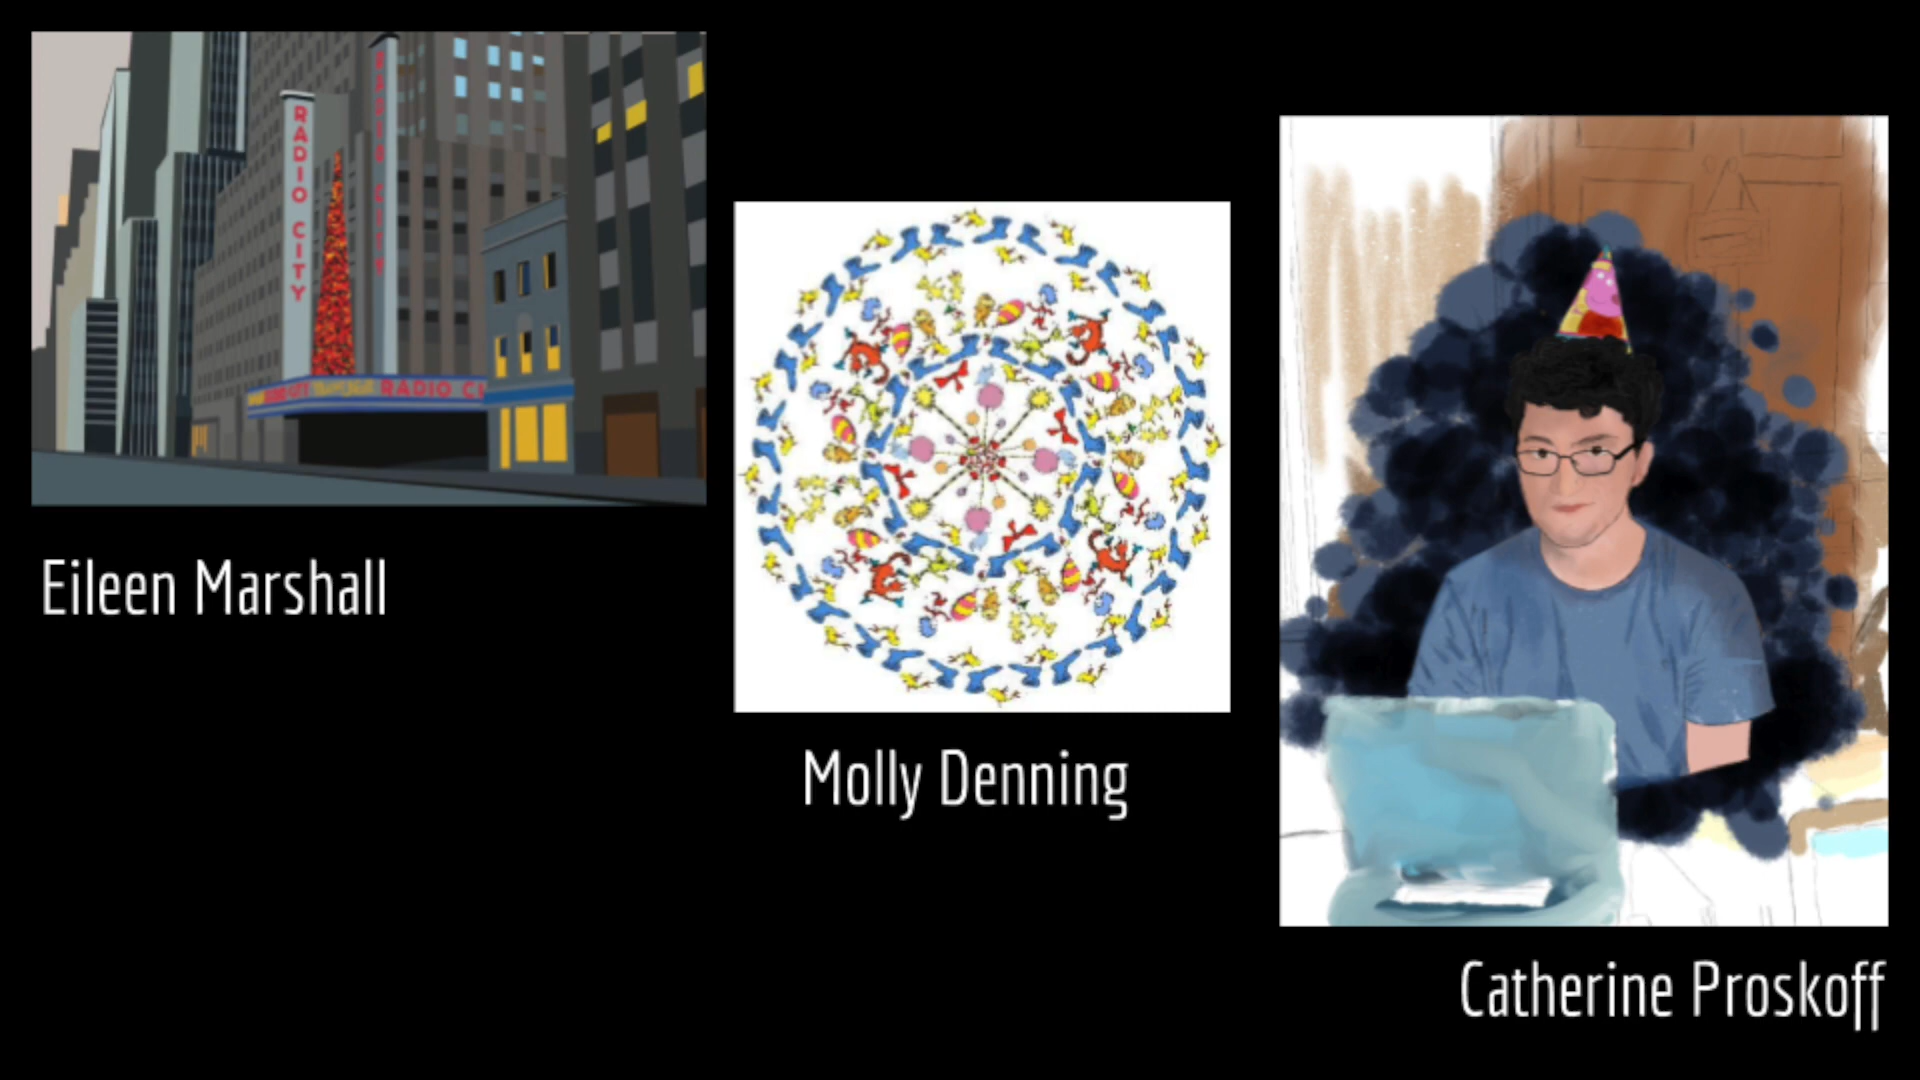 RADIO CITY
RADIO CITY
RADIO CI
Eileen Marshall
Molly Denning
Catherine Proskoff